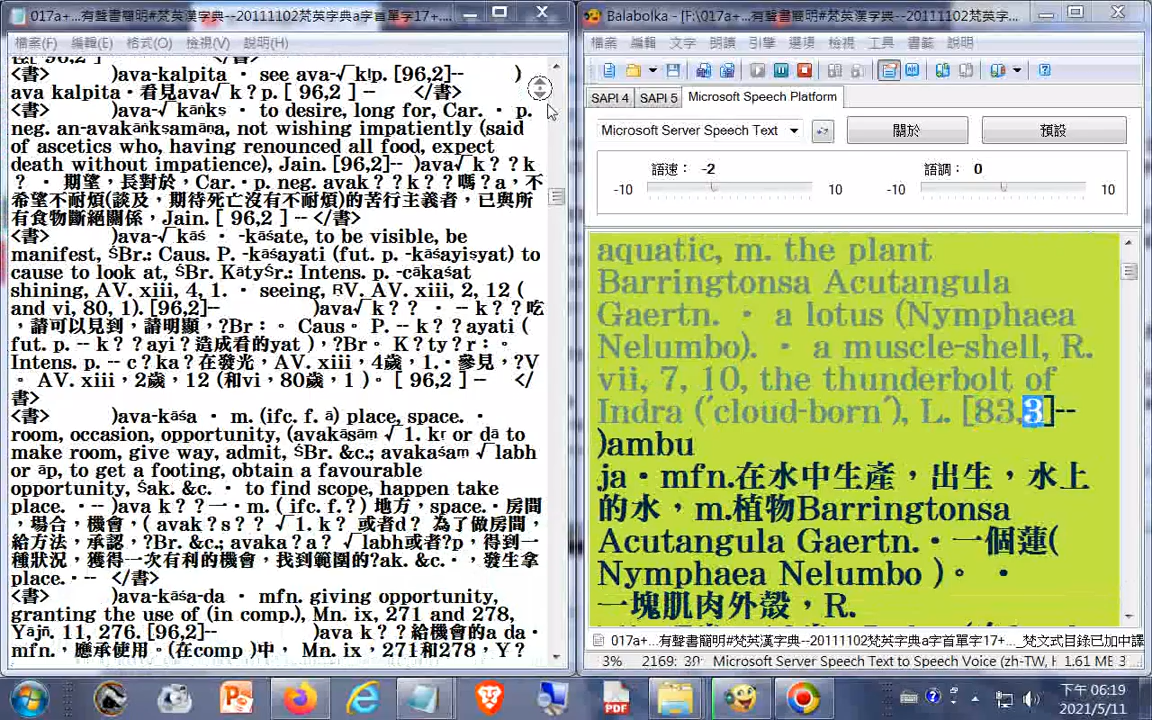 017a+...有聲書簡明#梵英漢字典--20111102梵英字典a字首單字17+...
檔案(F) 編輯(E) 格式(O) 檢視(V) 說明(H)
<書> )ava-kalpita • see ava-√kḷp. [96,2]-- )
ava kalpita•看見ava√k?p. [ 96,2 ] </書>
<書> )ava-√kāṅkṣ • to desire, long for, Car. • p.
neg. an-avakāṅkṣamāṇa, not wishing impatiently (said
of ascetics who, having renounced all food, expect
death without impatience), Jain. [96,2]-- )ava√k??k
? • 期望，長對於，Car.•p. neg. avak??k??嗎?a，不
希望不耐煩(談及，期待死亡沒有不耐煩)的苦行主義者，已與所
有食物斷絕關係，Jain. [ 96,2 ] --</書>
<書> )ava-√kāś • -kāśate, to be visible, be
manifest, ŚBr.: Caus. P. -kāśayati (fut. p. -kāśayiṣyat) to
cause to look at, ŚBr. KātyŚr.: Intens. p. -cākaśat
shining, AV. xiii, 4, 1. • seeing, RV. AV. xiii, 2, 12 (
and vi, 80, 1). [96,2]-- )ava√k? • -- k??吃
，請可以見到，請明顯，?Br：。Caus。P. -- k??ayati (
fut. p. -- k??ayi?造成看的yat )，?Br。K?ty?r：。
Intens. p. -- c?ka?在發光，AV. xiii，4歲，1.•參見，?V
。AV. xiii，2歲，12 (和vi，80歲，1 )。[ 96,2 ] -- </
書>
<書> )ava-kāśa • m. (ifc. f. ā) place, space. •
room, occasion, opportunity, (avakāśaṃ √1. kṛ or dā to
make room, give way, admit, ŚBr. &c.; avakaśaṃ √labh
or āp, to get a footing, obtain a favourable
opportunity, Śak. &c. • to find scope, happen take
place. •-- )ava k??一•m. ( ifc. f.?) 地方，space.•房間
，場合，機會，( avak?s?? √1. k? 或者d? 為了做房間，
給方法，承認，?Br. &c.; avaka?a? √labh或者?p，得到一
種狀況，獲得一次有利的機會，找到範圍的?ak. &c.•，發生拿
place.•-- </書>
<書> )ava-kāśa-da • mfn. giving opportunity,
granting the use of (in comp.), Mn. ix, 271 and 278,
Yājñ. 11, 276. [96,2]-- )ava k??給機會的a da•
mfn.，應承使用。(在comp )中， Mn. ix，271和278，Y?
Balabolka - [F:\017a+...有聲書簡明#梵英漢字典--20111102梵英字...
檔案 編輯 文字 朗讀 引擎 選項 檢視 工具 書籤 說明
SAPI 4 SAPI 5 Microsoft Speech Platform
Microsoft Server Speech Text 關於 預設
語速： -2 語調： 0
-10 10 -10 10
aquatic, m. the plant
Barringtonsa Acutangula
Gaertn. • a lotus (Nymphaea
Nelumbo). • a muscle-shell, R.
vii, 7, 10, the thunderbolt of
Indra ('cloud-born'), L. [83,3]--
)ambu
ja•mfn.在水中生產，出生，水上
的水，m.植物Barringtonsa
Acutangula Gaertn.•一個蓮(
Nymphaea Nelumbo )。 •
一塊肌肉外殼，R.
017a+...有聲書簡明#梵英漢字典--20111102梵英字典a字首單字17+..._梵文式目錄已加中譯
3% 2169: 30 Microsoft Server Speech Text to Speech Voice (zh-TW, H 1.61 MB 3
下午 06:19
2021/5/11